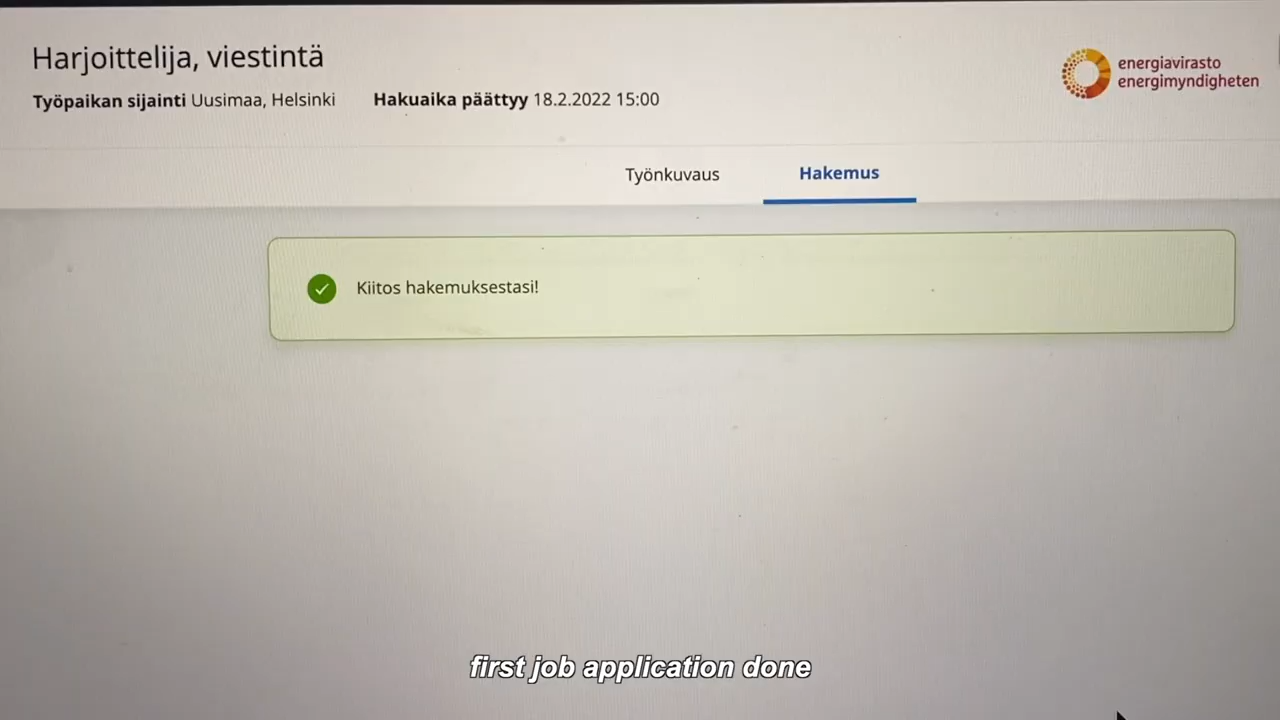 Harjoittelija, viestintä
Työpaikan sijainti Uusimaa, Helsinki Hakuaika päättyy 18.2.2022 15:00
energiavirasto
energimyndigheten
Työnkuvaus Hakemus
Kiitos hakemuksestasi!
first job application done